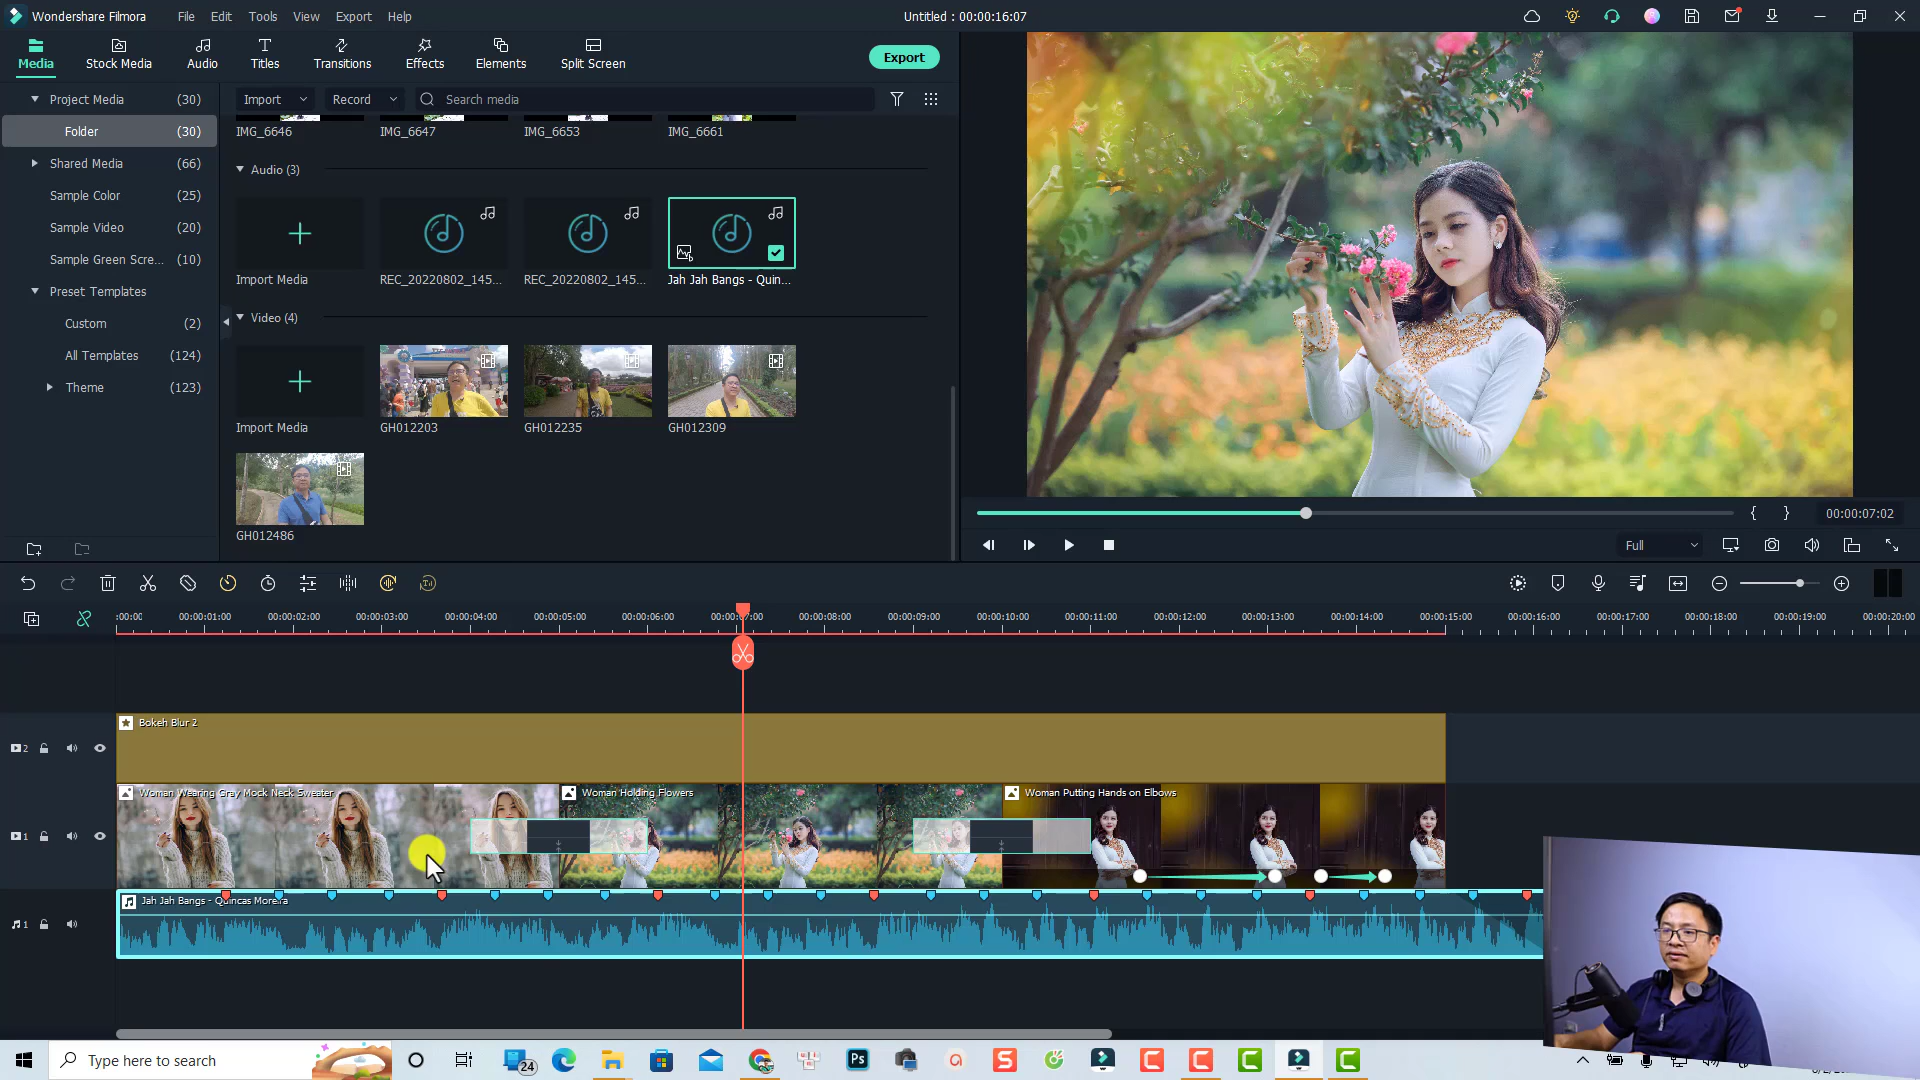 Wondershare Filmora
File
Edit
Tools
View
Export
Help
Untitled : 00:00:16:07
Media
Stock Media
Audio
Titles
Transitions
Effects
Elements
Split Screen
Export
Project Media (30)
Folder (30)
Shared Media (66)
Sample Color (25)
Sample Video (20)
Sample Green Scre... (10)
Preset Templates
Custom (2)
All Templates (124)
Theme (123)
Import
Record
Search media
IMG_6646
IMG_6647
IMG_6653
IMG_6661
Audio (3)
Import Media
REC_20220802_145...
REC_20220802_145...
Jah Jah Bangs - Quin...
Video (4)
Import Media
GH012203
GH012235
GH012309
GH012486
00:00:07:02
Full
:00:00
00:00:01:00
00:00:02:00
00:00:03:00
00:00:04:00
00:00:05:00
00:00:06:00
00:00:07:00
00:00:08:00
00:00:09:00
00:00:10:00
00:00:11:00
00:00:12:00
00:00:13:00
00:00:14:00
00:00:15:00
00:00:16:00
00:00:17:00
00:00:18:00
00:00:19:00
00:00:20:00
2
Bokeh Blur 2
1
Woman Wearing Gray Mock Neck Sweater
Woman Holding Flowers
Woman Putting Hands on Elbows
1
Jah Jah Bangs - Quincas Moreira
Type here to search
24
Ps